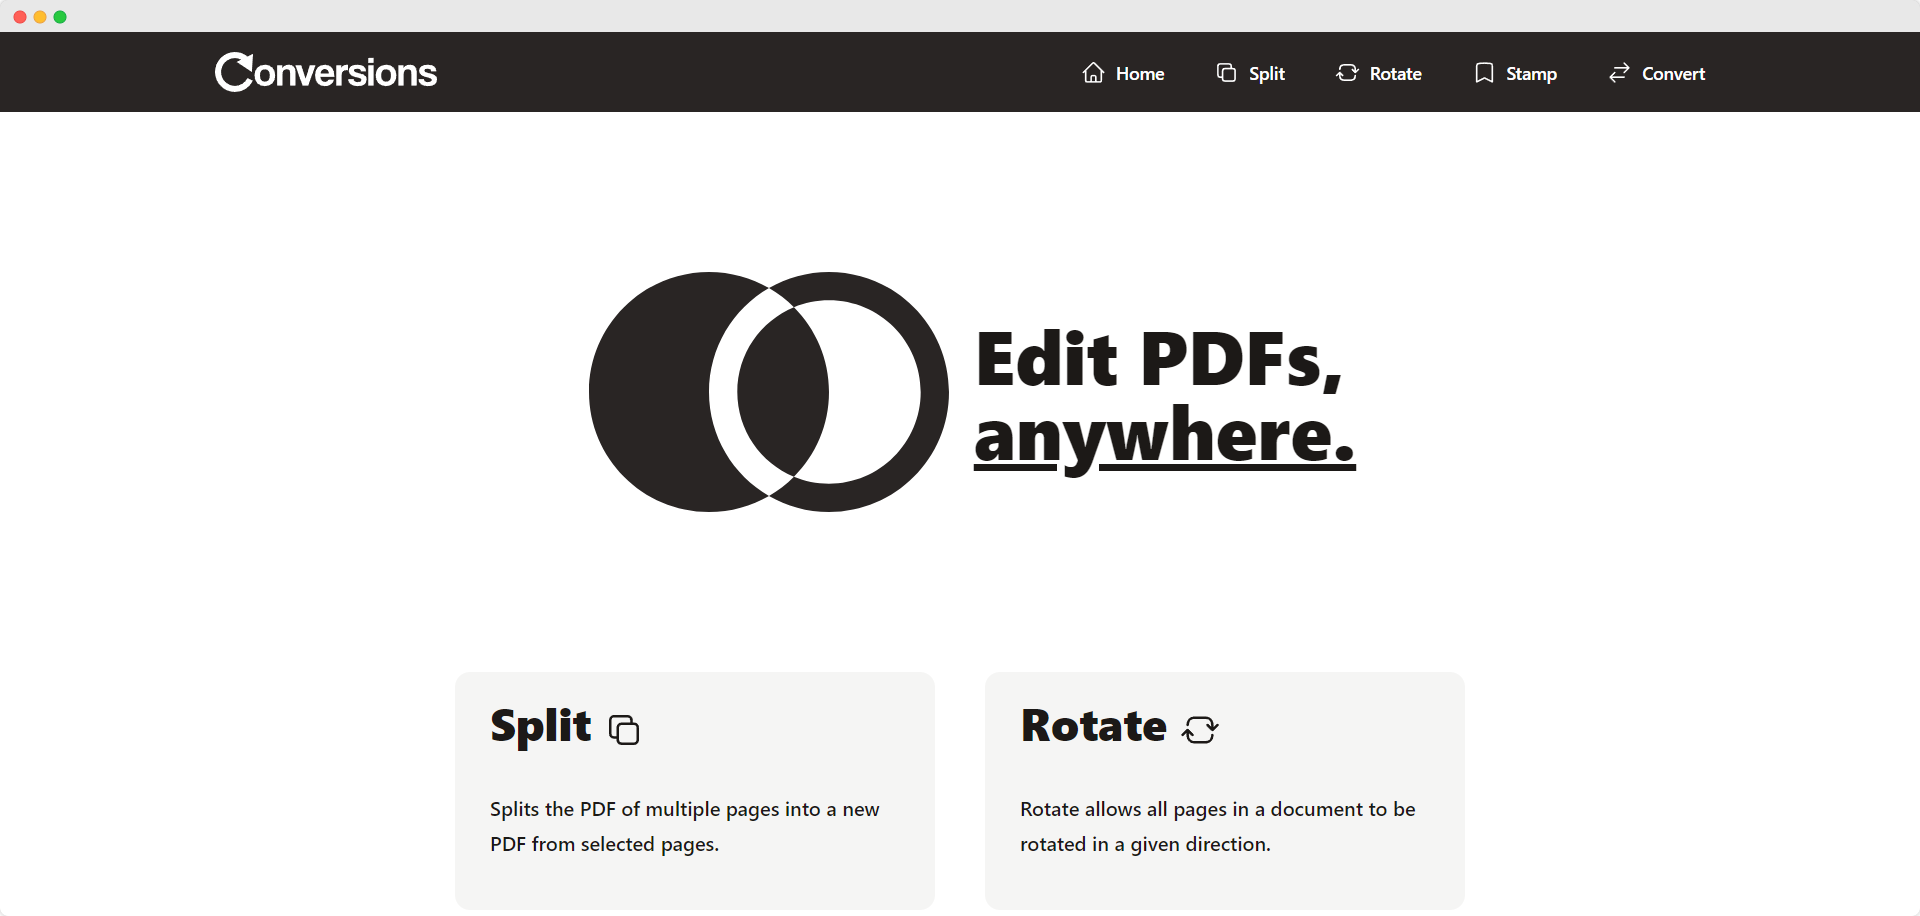 Conversions
Home
Split
Rotate
Stamp
Convert
Edit PDFs,
anywhere.
Split
Splits the PDF of multiple pages into a new
PDF from selected pages.
Rotate
Rotate allows all pages in a document to be
rotated in a given direction.